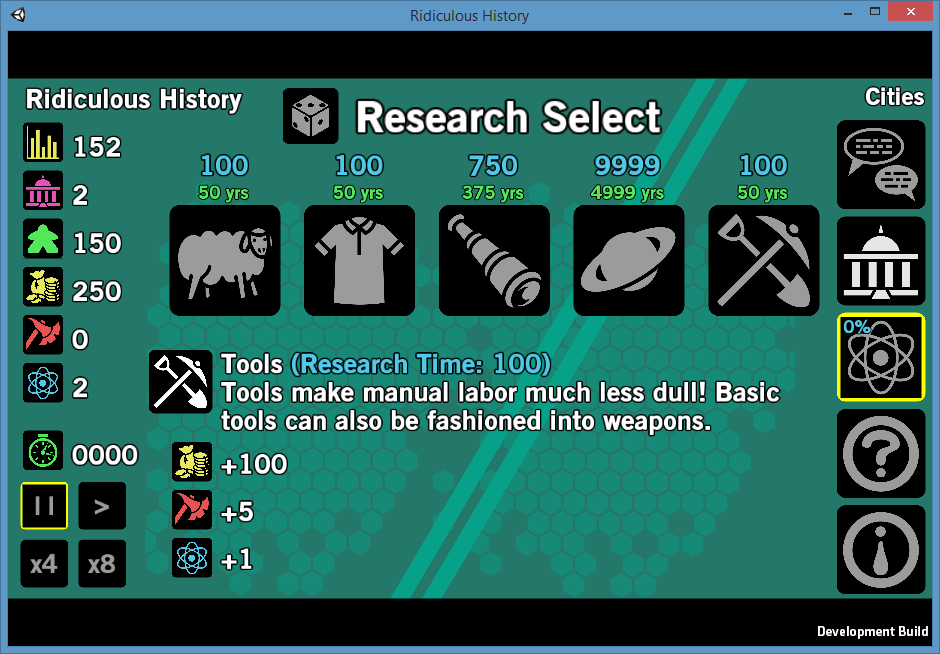 Ridiculous History
Ridiculous History
Research Select
Cities
152
2
150
250
0
2
0000
>
x4
x8
100
50 yrs
100
50 yrs
750
375 yrs
9999
4999 yrs
100
50 yrs
Tools (Research Time: 100)
Tools make manual labor much less dull! Basic
tools can also be fashioned into weapons.
+100
+5
+1
0%
?
Development Build